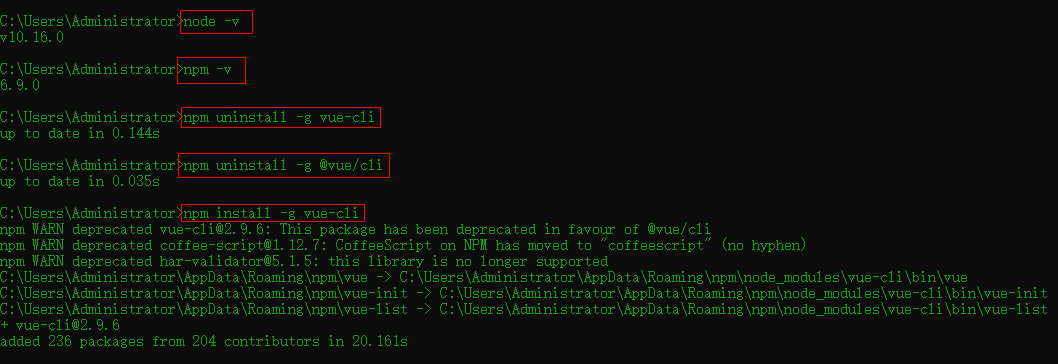 C:\Users\Administrator>node -v
v10.16.0
C:\Users\Administrator>npm -v
6.9.0
C:\Users\Administrator>npm uninstall -g vue-cli
up to date in 0.144s
C:\Users\Administrator>npm uninstall -g @vue/cli
up to date in 0.035s
C:\Users\Administrator>npm install -g vue-cli
npm WARN deprecated vue-cli@2.9.6: This package has been deprecated in favour of @vue/cli
npm WARN deprecated coffee-script@1.12.7: CoffeeScript on NPM has moved to "coffeescript" (no hyphen)
npm WARN deprecated har-validator@5.1.5: this library is no longer supported
C:\Users\Administrator\AppData\Roaming\npm\vue -> C:\Users\Administrator\AppData\Roaming\npm\node_modules\vue-cli\bin\vue
C:\Users\Administrator\AppData\Roaming\npm\vue-init -> C:\Users\Administrator\AppData\Roaming\npm\node_modules\vue-cli\bin\vue-init
C:\Users\Administrator\AppData\Roaming\npm\vue-list -> C:\Users\Administrator\AppData\Roaming\npm\node_modules\vue-cli\bin\vue-list
+ vue-cli@2.9.6
added 236 packages from 204 contributors in 20.161s